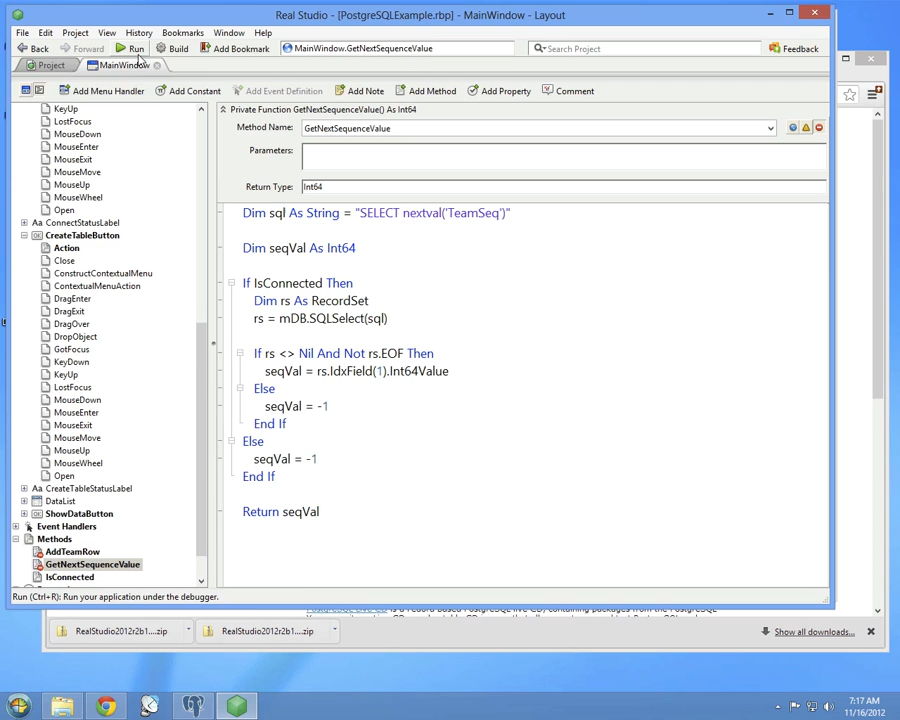 Real Studio - [PostgreSQLExample.rbp] - MainWindow - Layout
File Edit Project View History Bookmarks Window Help
Back Forward Run Build Add Bookmark MainWindow.GetNextSequenceValue Search Project Feedback
Project MainWindow
Add Menu Handler Add Constant Add Event Definition Add Note Add Method Add Property Comment
KeyUp
LostFocus
MouseDown
MouseEnter
MouseExit
MouseMove
MouseUp
MouseWheel
Open
Aa ConnectStatusLabel
CreateTableButton
Action
Close
ConstructContextualMenu
ContextualMenuAction
DragEnter
DragExit
DragOver
DropObject
GotFocus
KeyDown
KeyUp
LostFocus
MouseDown
MouseEnter
MouseExit
MouseMove
MouseUp
MouseWheel
Open
Aa CreateTableStatusLabel
DataList
ShowDataButton
Event Handlers
Methods
AddTeamRow
GetNextSequenceValue
IsConnected
Private Function GetNextSequenceValue() As Int64
Method Name: GetNextSequenceValue
Parameters:
Return Type: Int64
Dim sql As String = "SELECT nextval('TeamSeq')"
Dim seqVal As Int64
If IsConnected Then
Dim rs As RecordSet
rs = mDB.SQLSelect(sql)
If rs <> Nil And Not rs.EOF Then
seqVal = rs.IdxField(1).Int64Value
Else
seqVal = -1
End If
Else
seqVal = -1
End If
Return seqVal
Run (Ctrl+R): Run your application under the debugger.
RealStudio2012r2b1....zip RealStudio2012r2b1....zip Show all downloads...
7:17 AM
11/16/2012